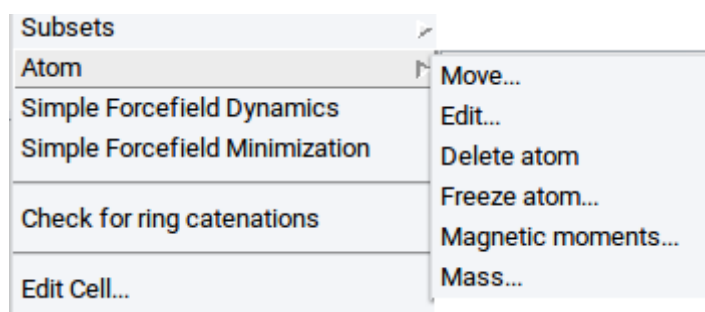 Subsets
Atom
Simple Forcefield Dynamics
Simple Forcefield Minimization
Check for ring catenations
Edit Cell...
Move...
Edit...
Delete atom
Freeze atom...
Magnetic moments...
Mass...